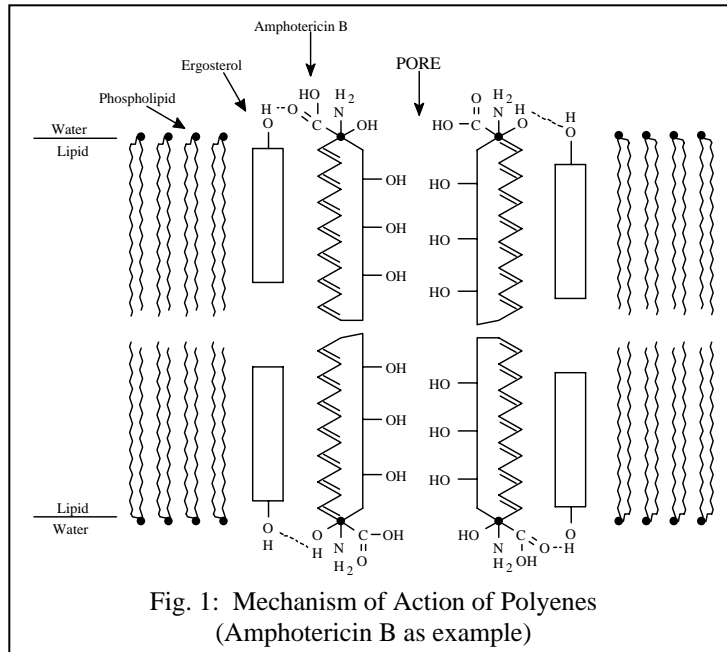 Amphotericin B
Ergosterol
PORE
Phospholipid
HO
H2
N
H
O
C
O
OH
O
HO
C
H2
N
H
O
H
O
Water
Lipid
OH
OH
OH
HO
HO
HO
OH
OH
OH
HO
HO
HO
Lipid
Water
O
H
O
H
N
H2
C
OH
O
HO
N
H2
C
OH
O
O
H
Fig. 1: Mechanism of Action of Polyenes
(Amphotericin B as example)